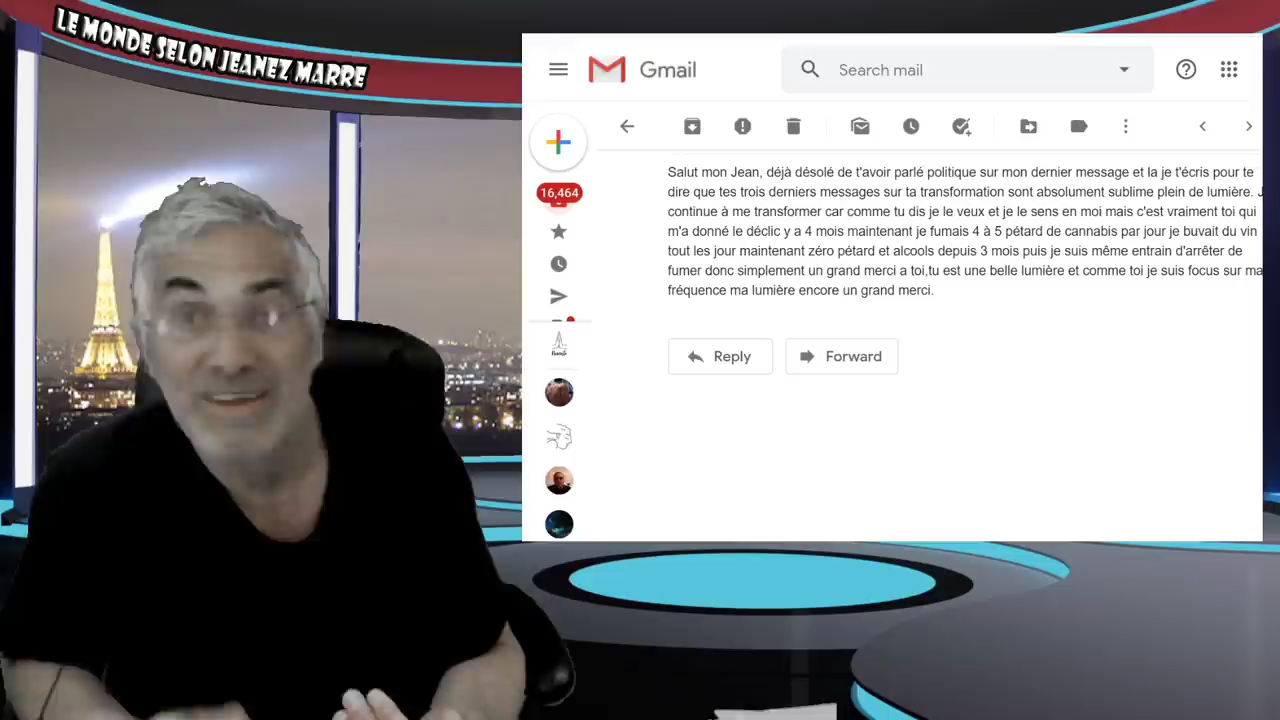 LE MONDE SELON JEANEZ MARRE
Gmail
Search mail
16,464
Salut mon Jean, déjà désolé de t'avoir parlé politique sur mon dernier message et la je t'écris pour te
dire que tes trois derniers messages sur ta transformation sont absolument sublime plein de lumière. J
continue à me transformer car comme tu dis je le veux et je le sens en moi mais c'est vraiment toi qui
m'a donné le déclic y a 4 mois maintenant je fumais 4 à 5 pétard de cannabis par jour je buvait du vin
tout les jour maintenant zéro pétard et alcools depuis 3 mois puis je suis même entrain d'arrêter de
fumer donc simplement un grand merci a toi,tu est une belle lumière et comme toi je suis focus sur ma
fréquence ma lumière encore un grand merci.
Reply
Forward